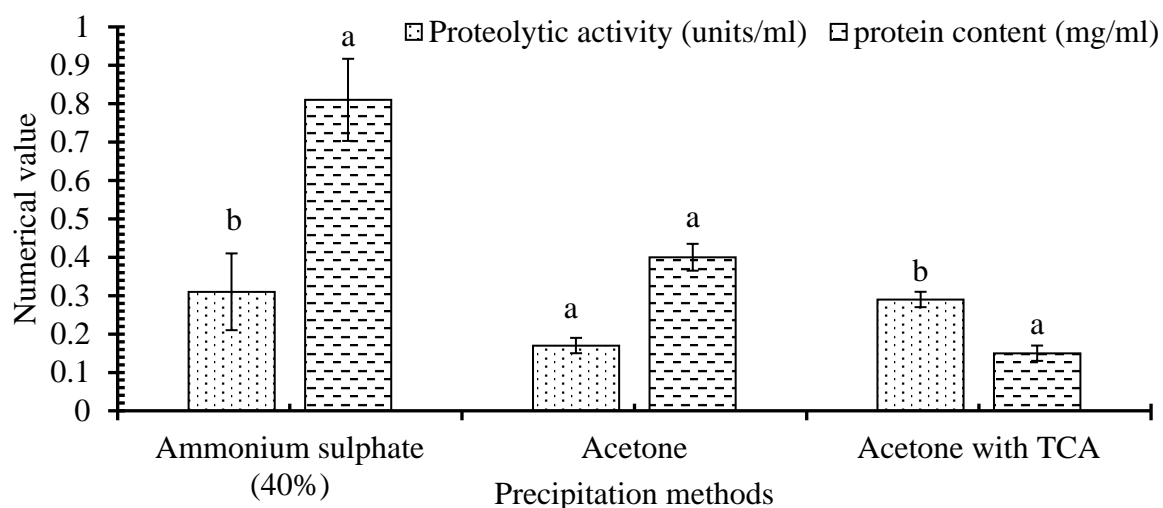 Proteolytic activity (units/ml) protein content (mg/ml)
Numerical value
1
0.9
0.8
0.7
0.6
0.5
0.4
0.3
0.2
0.1
0
b
a
a
a
b
a
Ammonium sulphate
(40%)
Acetone
Acetone with TCA
Precipitation methods